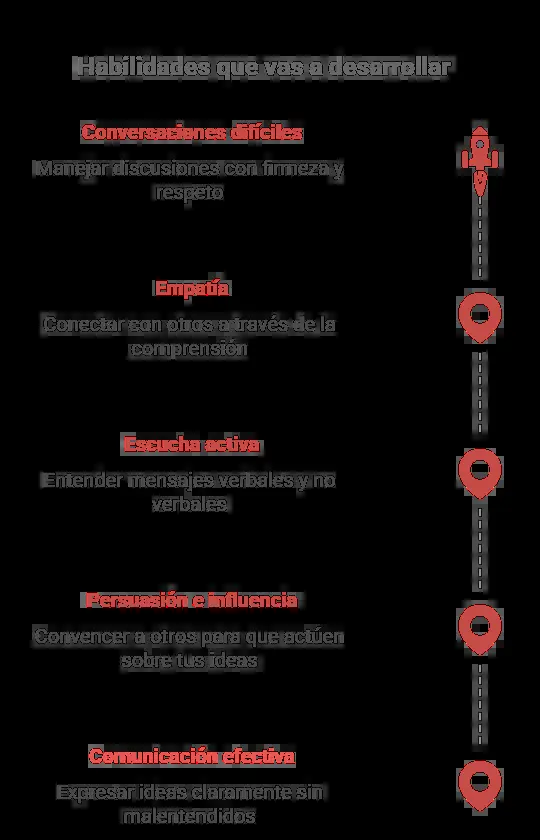 Habilidades que vas a desarrollar
Conversaciones difíciles
Manejar discusiones con firmeza y
respeto
Empatía
Conectar con otros a través de la
comprensión
Escucha activa
Entender mensajes verbales y no
verbales
Persuasión e influencia
Convencer a otros para que actúen
sobre tus ideas
Comunicación efectiva
Expresar ideas claramente sin
malentendidos